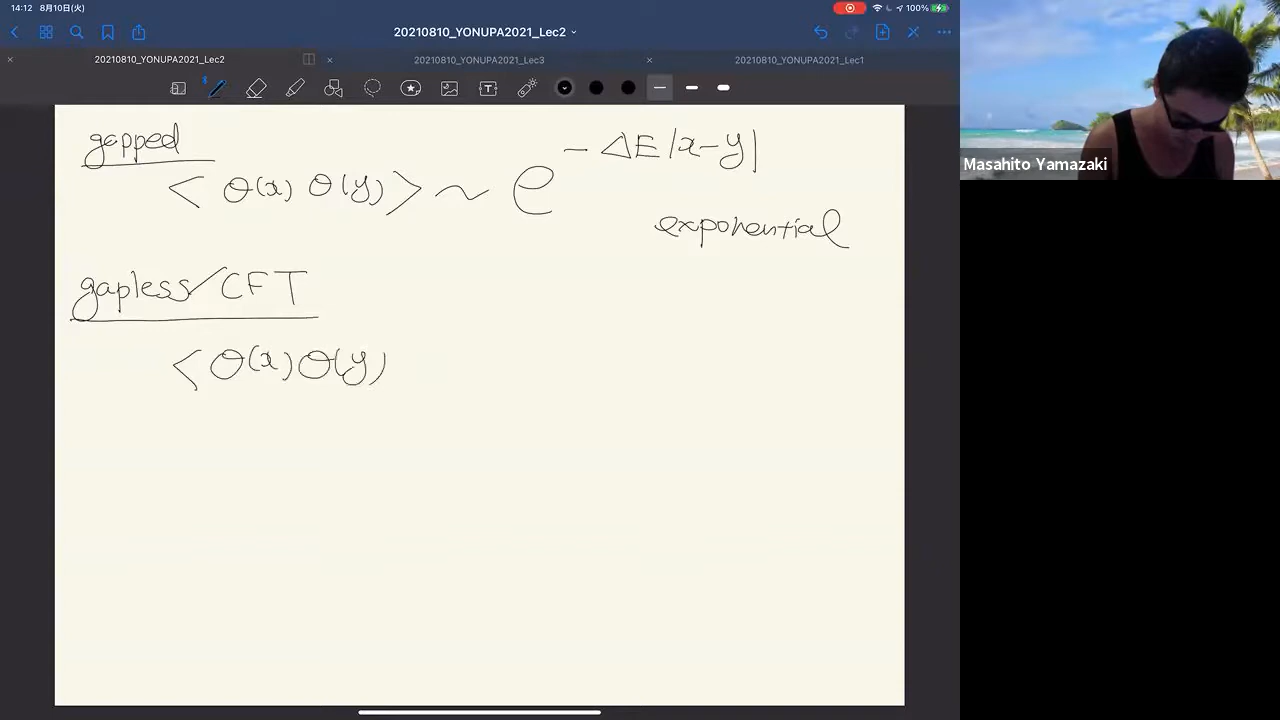 14:12 8月10日(火)
100%
20210810_YONUPA2021_Lec2
20210810_YONUPA2021_Lec2
20210810_YONUPA2021_Lec3
20210810_YONUPA2021_Lec1
gapped
< O(x) O(y) > ~ e^{-ΔE|x-y|}
exponential
gapless/CFT
< O(x) O(y)
Masahito Yamazaki